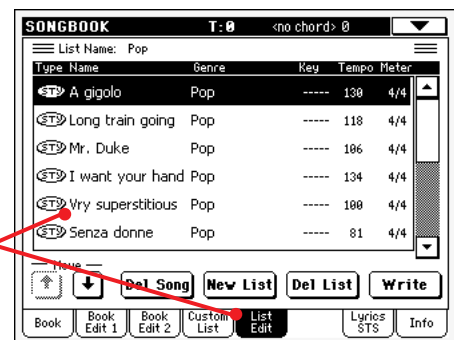 SONGBOOK T:0 <no chord> 0
List Name: Pop
Type Name Genre Key Tempo Meter
STY A gigolo Pop ----- 130 4/4
STY Long train going Pop ----- 118 4/4
STY Mr. Duke Pop ----- 106 4/4
STY I want your hand Pop ----- 134 4/4
STY Vry superstitious Pop ----- 100 4/4
STY Senza donne Pop ----- 81 4/4
Move
Del Song New List Del List Write
Book Book Edit 1 Book Edit 2 Custom List List Edit Lyrics STS Info